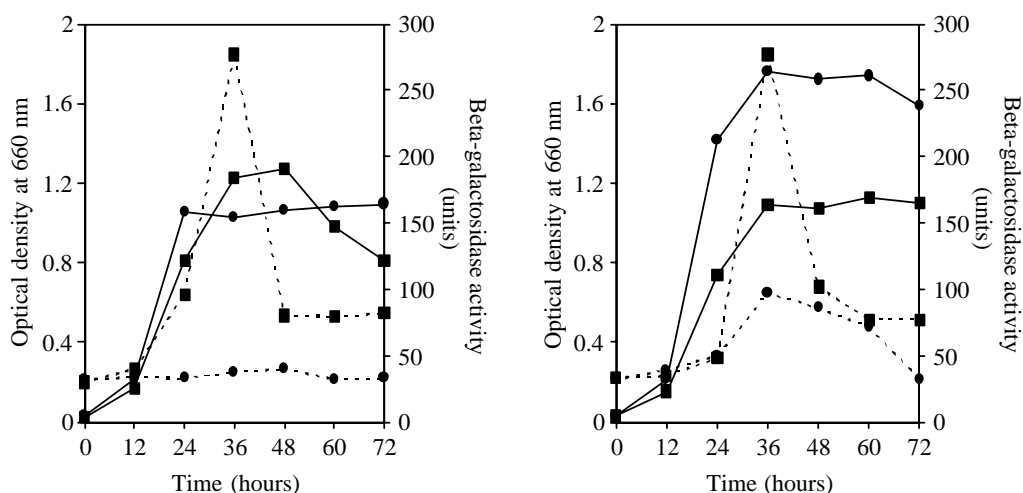 2
1.6
1.2
0.8
0.4
0
Optical density at 660 nm
300
250
200
150
100
50
0
Beta-galactosidase activity
(units)
0 12 24 36 48 60 72
Time (hours)
2
1.6
1.2
0.8
0.4
0
Optical density at 660 nm
300
250
200
150
100
50
0
Beta-galactosidase activity
(units)
0 12 24 36 48 60 72
Time (hours)